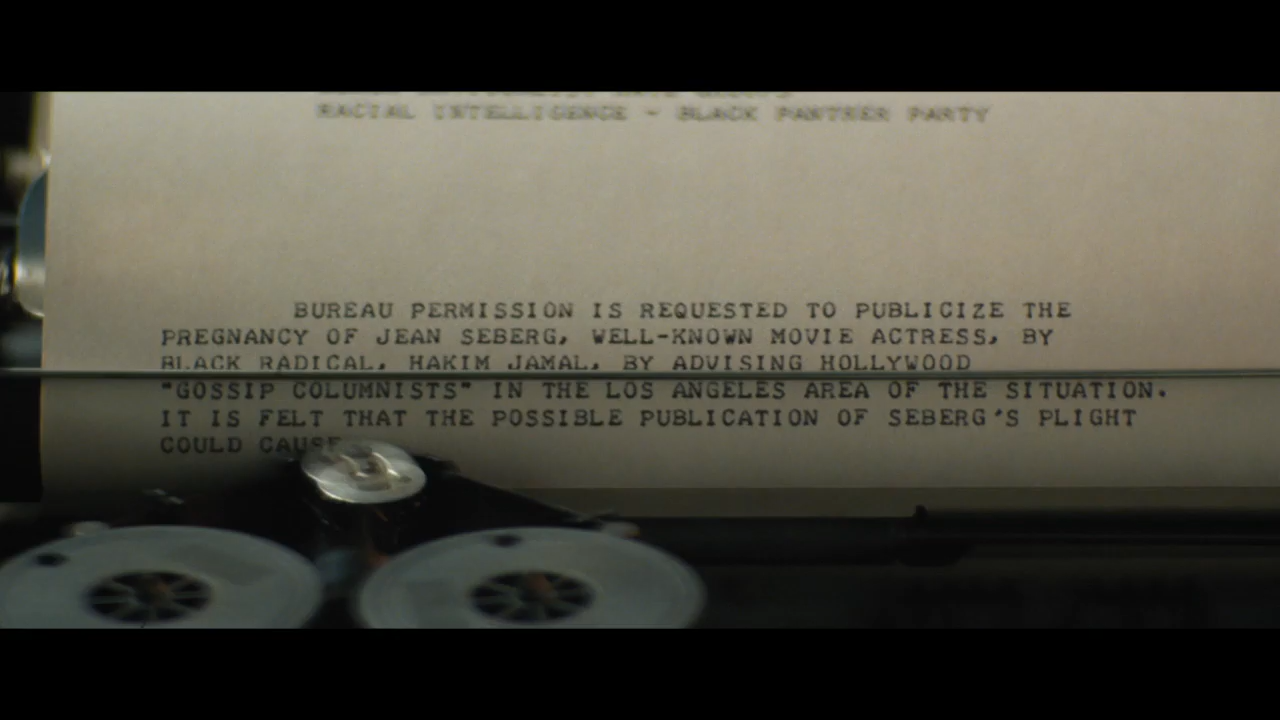 RACIAL INTELLIGENCE - BLACK PANTHER PARTY
BUREAU PERMISSION IS REQUESTED TO PUBLICIZE THE
PREGNANCY OF JEAN SEBERG, WELL-KNOWN MOVIE ACTRESS, BY
BLACK RADICAL, HAKIM JAMAL, BY ADVISING HOLLYWOOD
"GOSSIP COLUMNISTS" IN THE LOS ANGELES AREA OF THE SITUATION.
IT IS FELT THAT THE POSSIBLE PUBLICATION OF SEBERG'S PLIGHT
COULD CAUSE